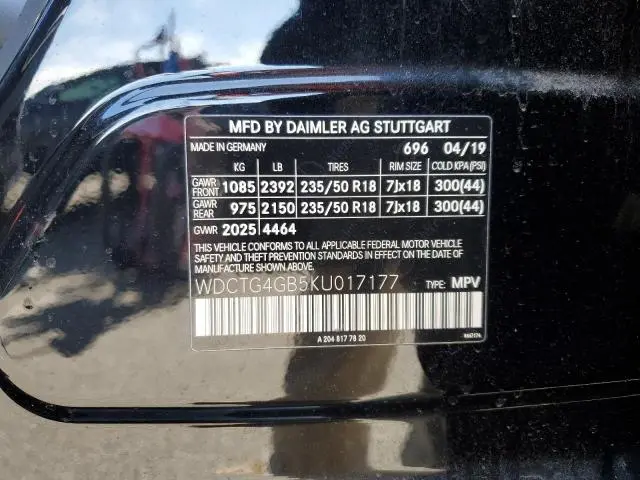 MFD BY DAIMLER AG STUTTGART
MADE IN GERMANY 696 04/19
KG LB TIRES RIM SIZE COLD KPA(PSI)
GAWR FRONT 1085 2392 235/50 R18 7Jx18 300(44)
GAWR REAR 975 2150 235/50 R18 7Jx18 300(44)
GVWR 2025 4464
THIS VEHICLE CONFORMS TO ALL APPLICABLE FEDERAL MOTOR VEHICLE
SAFETY AND THEFT PREVENTION STANDARDS IN EFFECT ON THE DATE
OF MANUFACTURE SHOWN ABOVE.
WDCTG4GB5KU017177 TYPE: MPV
A 204 817 78 20